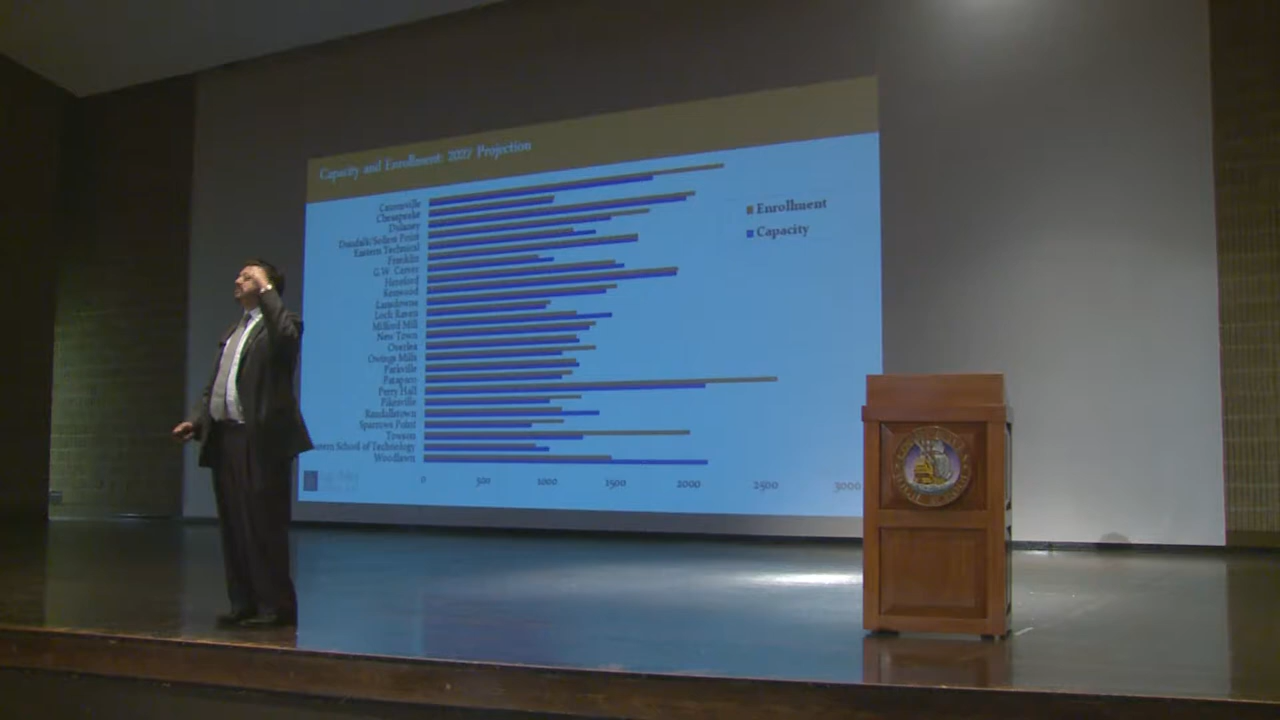 Capacity and Enrollment: 2027 Projection
Catonsville
Chesapeake
Dulaney
Dundalk/Sollers Point
Eastern Technical
Franklin
G.W. Carver
Hereford
Kenwood
Lansdowne
Loch Raven
Milford Mill
New Town
Overlea
Owings Mills
Parkville
Patapsco
Perry Hall
Pikesville
Randallstown
Sparrows Point
Towson
School of Technology
Woodlawn
Enrollment
Capacity
0 500 1000 1500 2000 2500 3000